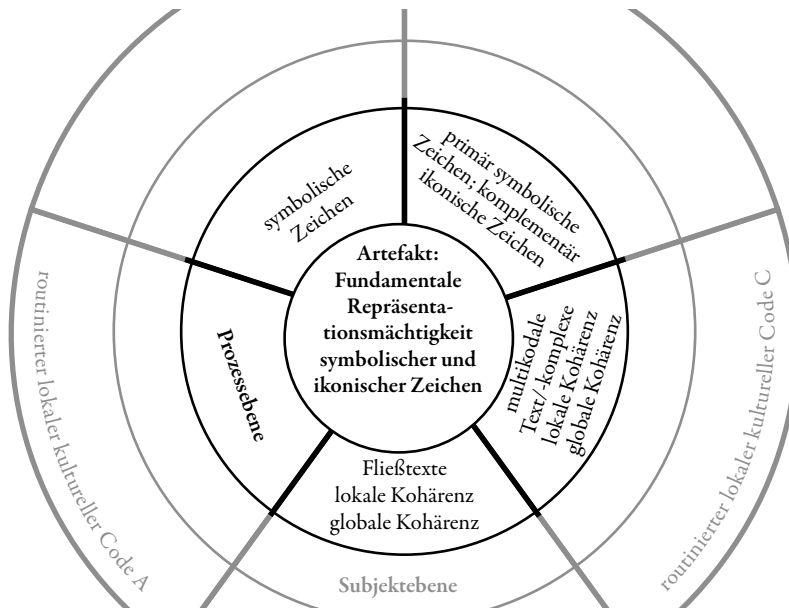 primär symbolische
Zeichen; komplementär
ikonische Zeichen
symbolische
Zeichen
Artefakt:
Fundamentale
Repräsenta-
tionsmächtigkeit
symbolischer und
ikonischer Zeichen
Prozessebene
multikodale
Text/-komplexe
lokale Kohärenz
globale Kohärenz
Fließtexte
lokale Kohärenz
globale Kohärenz
routinierter lokaler kultureller Code A
Subjektebene
routinierter lokaler kultureller Code C